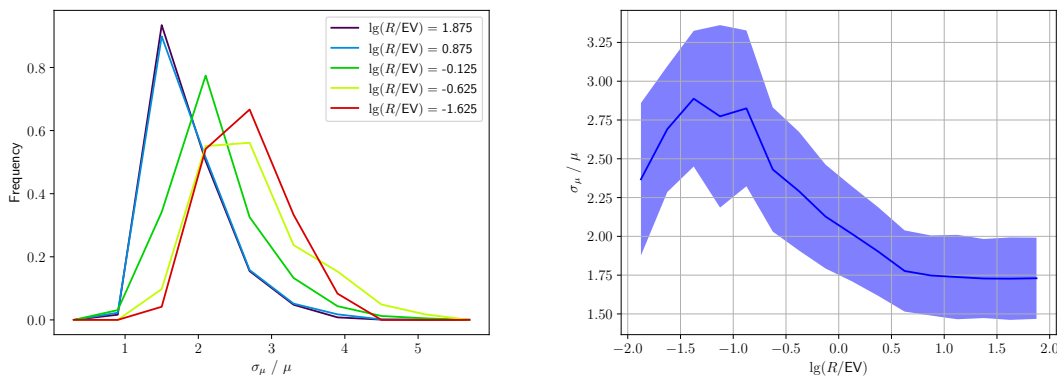 lg(R/EV) = 1.875
lg(R/EV) = 0.875
lg(R/EV) = -0.125
lg(R/EV) = -0.625
lg(R/EV) = -1.625
0.8
0.6
0.4
0.2
0.0
Frequency
1 2 3 4 5
σ_μ / μ
3.25
3.00
2.75
2.50
2.25
2.00
1.75
1.50
σ_μ / μ
−2.0 −1.5 −1.0 −0.5 0.0 0.5 1.0 1.5 2.0
lg(R/EV)